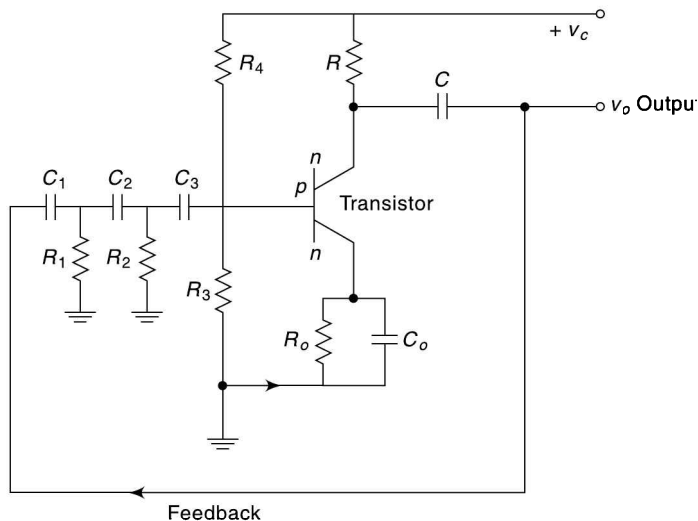 + v_c
R_4
R
C
v_o Output
C_1
C_2
C_3
n
p
Transistor
R_1
R_2
n
R_3
R_o
C_o
Feedback